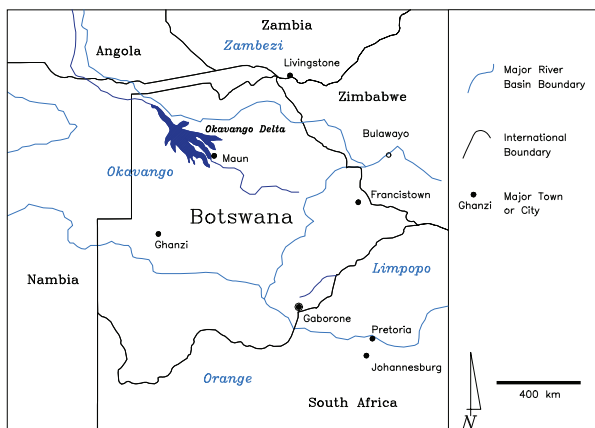 Zambia
Angola
Zambezi
Livingstone
Zimbabwe
Okavango Delta
Bulawayo
Maun
Okavango
Francistown
Botswana
Ghanzi
Nambia
Limpopo
Gaborone
Pretoria
Johannesburg
Orange
South Africa
Major River
Basin Boundary
International
Boundary
Ghanzi
Major Town
or City
N
400 km